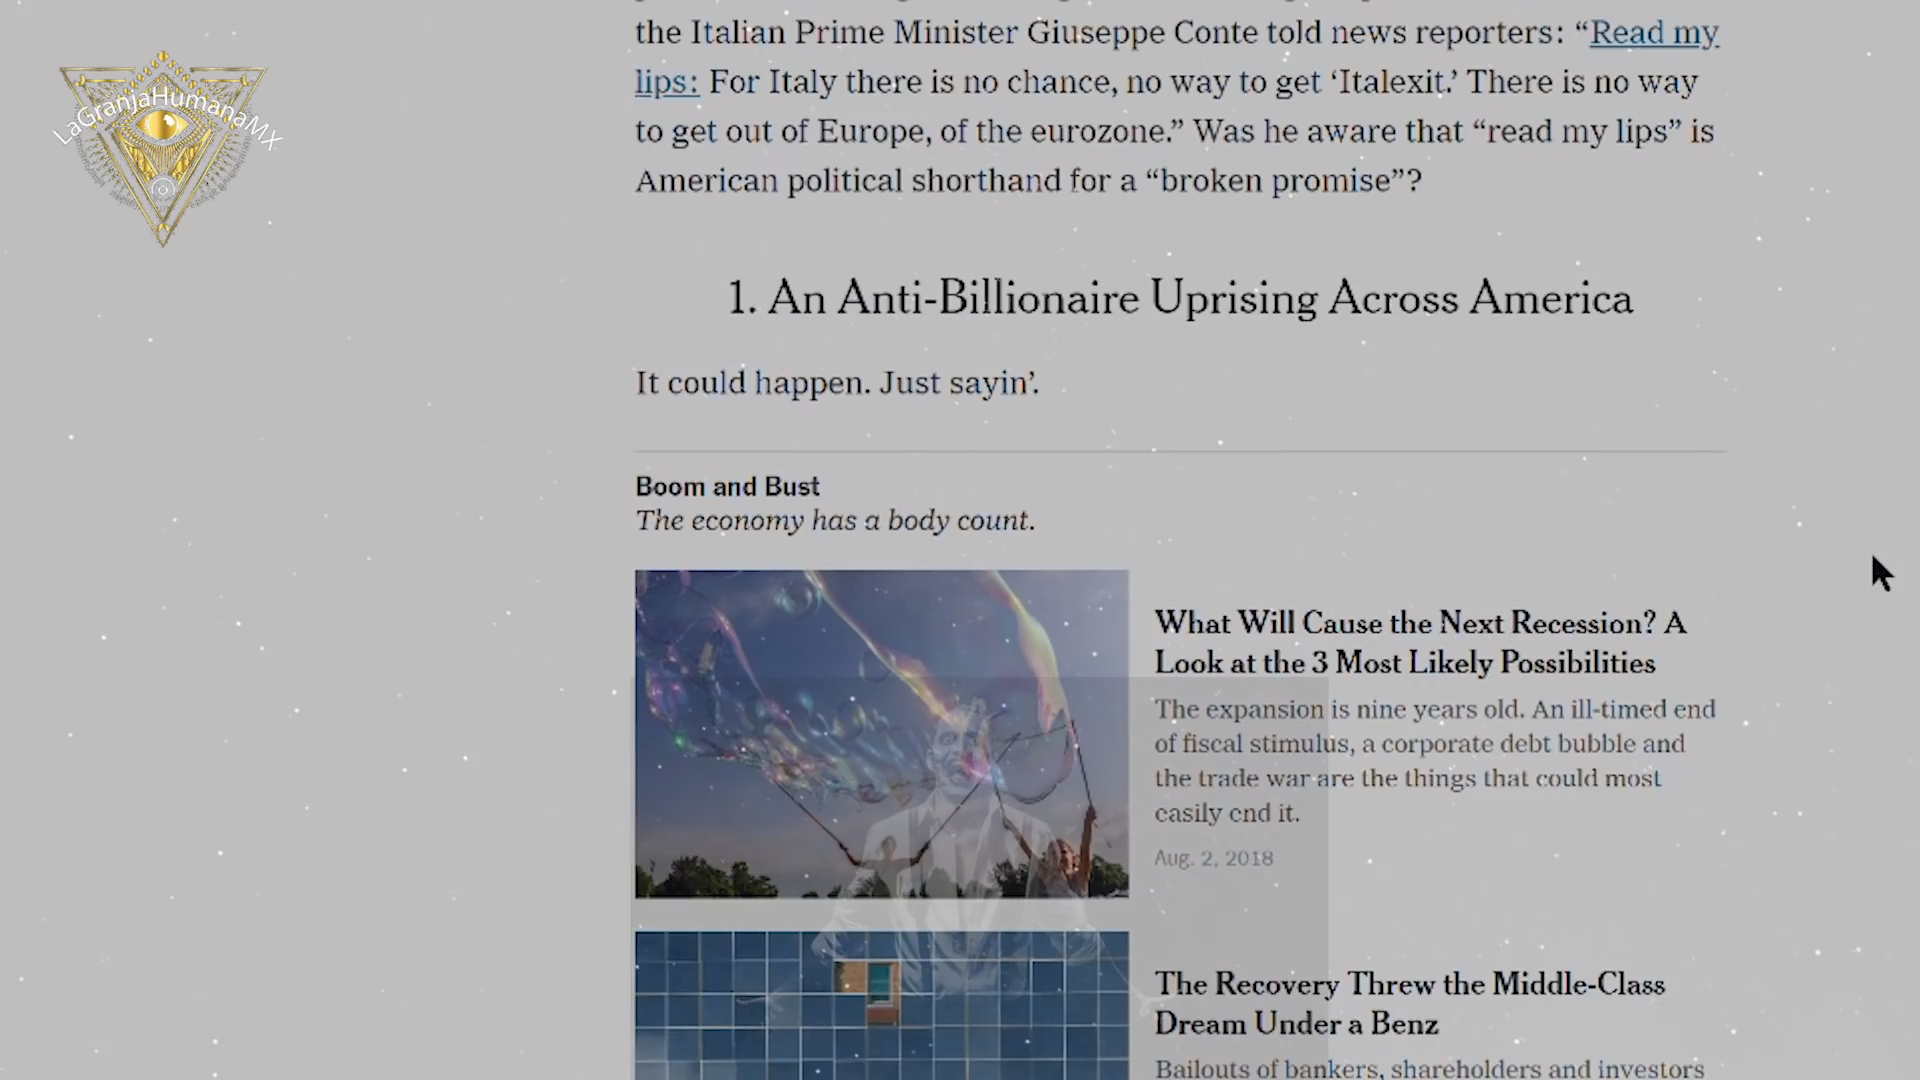 LaGranjaHumanaMX
the Italian Prime Minister Giuseppe Conte told news reporters: “Read my
lips: For Italy there is no chance, no way to get ‘Italexit.’ There is no way
to get out of Europe, of the eurozone.” Was he aware that “read my lips” is
American political shorthand for a “broken promise”?
1. An Anti-Billionaire Uprising Across America
It could happen. Just sayin’.
Boom and Bust
The economy has a body count.
What Will Cause the Next Recession? A
Look at the 3 Most Likely Possibilities
The expansion is nine years old. An ill-timed end
of fiscal stimulus, a corporate debt bubble and
the trade war are the things that could most
easily end it.
Aug. 2, 2018
The Recovery Threw the Middle-Class
Dream Under a Benz
Bailouts of bankers, shareholders and investors